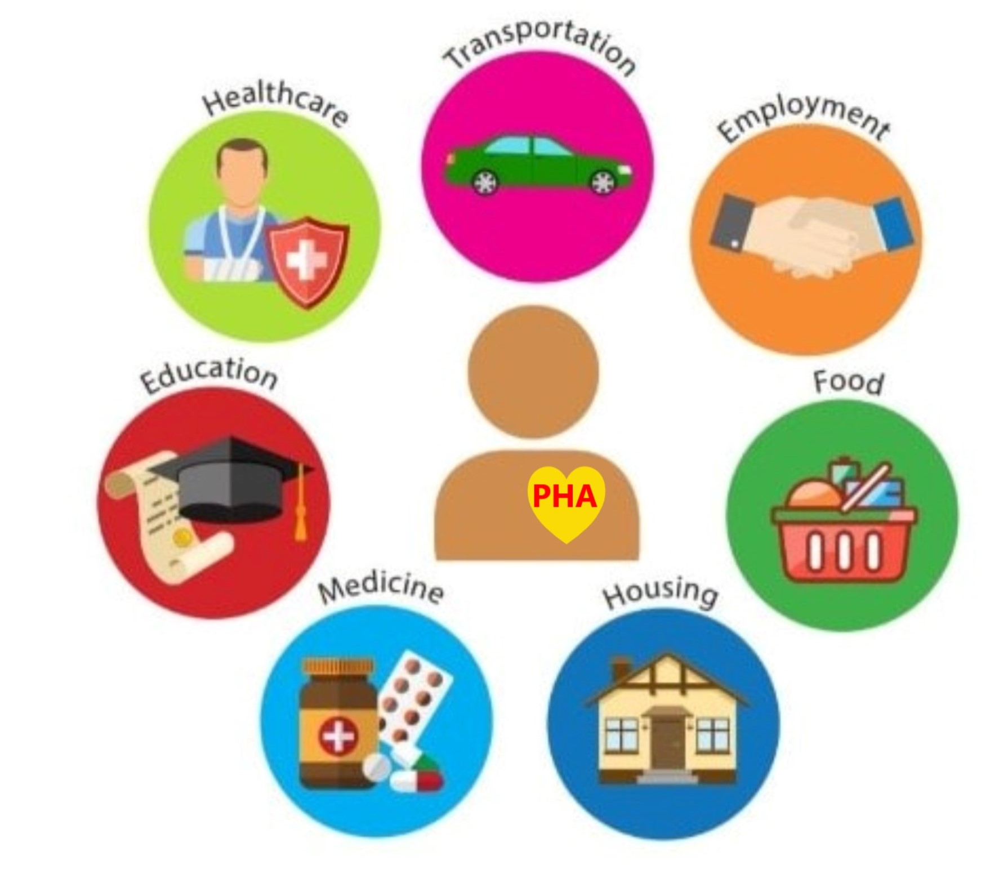 Transportation
Healthcare
Employment
Education
Food
PHA
Medicine
Housing